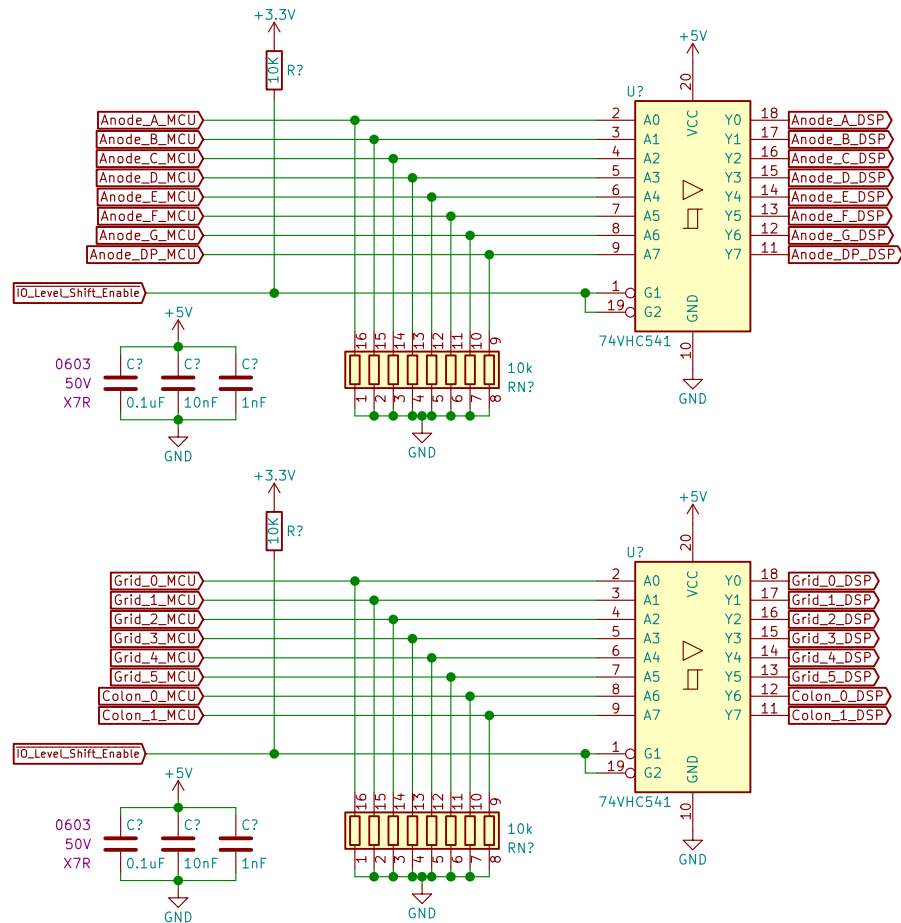 +3.3V
10K
R?
+5V
20
U?
VCC
Anode_A_MCU 2 A0 Y0 18 Anode_A_DSP
Anode_B_MCU 3 A1 Y1 17 Anode_B_DSP
Anode_C_MCU 4 A2 Y2 16 Anode_C_DSP
Anode_D_MCU 5 A3 Y3 15 Anode_D_DSP
Anode_E_MCU 6 A4 Y4 14 Anode_E_DSP
Anode_F_MCU 7 A5 Y5 13 Anode_F_DSP
Anode_G_MCU 8 A6 Y6 12 Anode_G_DSP
Anode_DP_MCU 9 A7 Y7 11 Anode_DP_DSP
IO_Level_Shift_Enable 1 G1
19 G2
GND
74VHC541
10
GND
+5V
0603 C? C? C?
50V
X7R 0.1uF 10nF 1nF
GND
16 15 14 13 12 11 10 9
10k
RN?
1 2 3 4 5 6 7 8
GND
+3.3V
10K
R?
+5V
20
U?
VCC
Grid_0_MCU 2 A0 Y0 18 Grid_0_DSP
Grid_1_MCU 3 A1 Y1 17 Grid_1_DSP
Grid_2_MCU 4 A2 Y2 16 Grid_2_DSP
Grid_3_MCU 5 A3 Y3 15 Grid_3_DSP
Grid_4_MCU 6 A4 Y4 14 Grid_4_DSP
Grid_5_MCU 7 A5 Y5 13 Grid_5_DSP
Colon_0_MCU 8 A6 Y6 12 Colon_0_DSP
Colon_1_MCU 9 A7 Y7 11 Colon_1_DSP
IO_Level_Shift_Enable 1 G1
19 G2
GND
74VHC541
10
GND
+5V
0603 C? C? C?
50V
X7R 0.1uF 10nF 1nF
GND
16 15 14 13 12 11 10 9
10k
RN?
1 2 3 4 5 6 7 8
GND